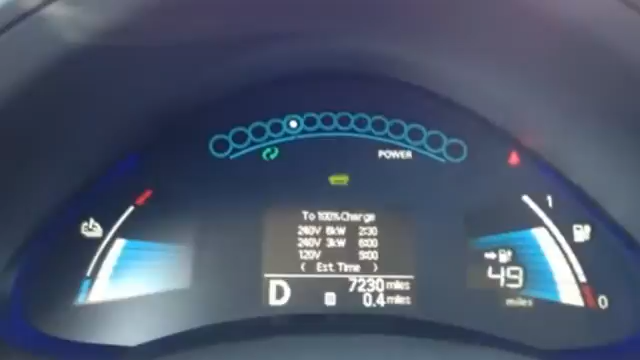 POWER
To 100% Charge
240V 6kW 2:30
240V 3kW 6:00
120V 9:00
( Est Time )
D 7230 miles
0.4 miles
1
49
miles
0